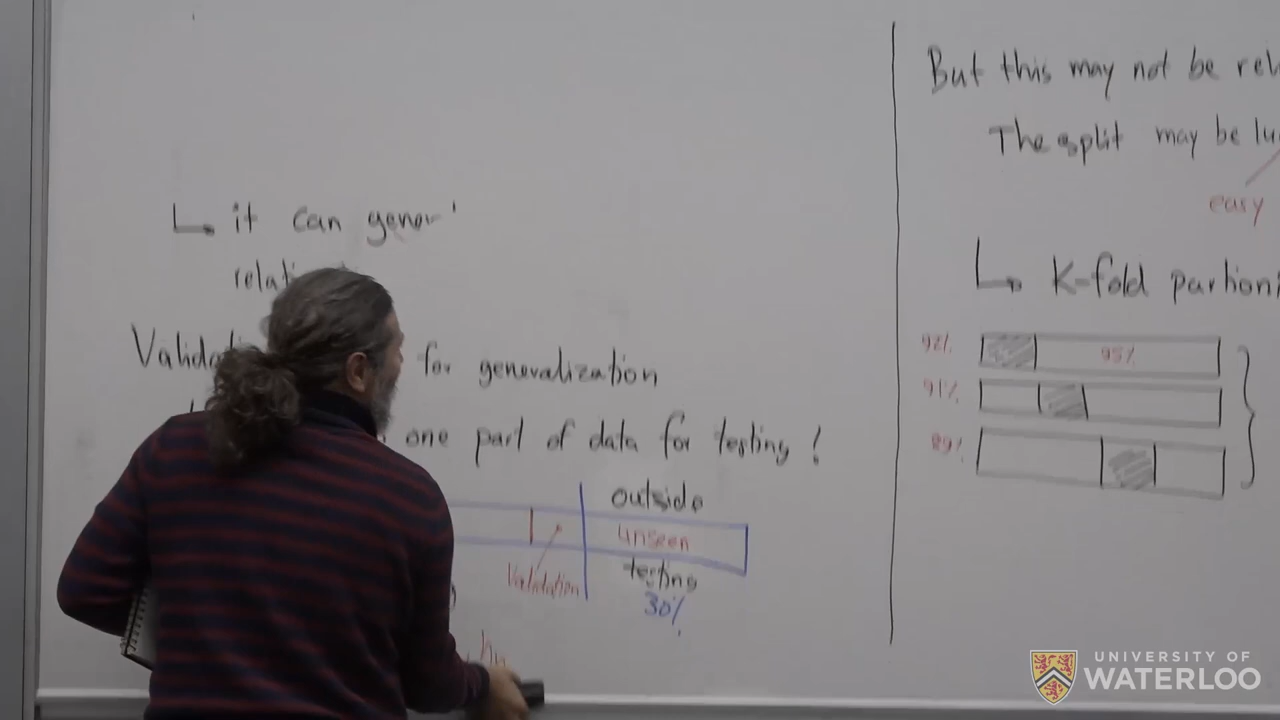 it can gener
relati
Valida for generalization
one part of data for testing !
outside
unseen
Validation
testing
30%
But this may not be rel
The split may be lu
easy
K-fold partioni
92% 95%
91%
89%
UNIVERSITY OF
WATERLOO